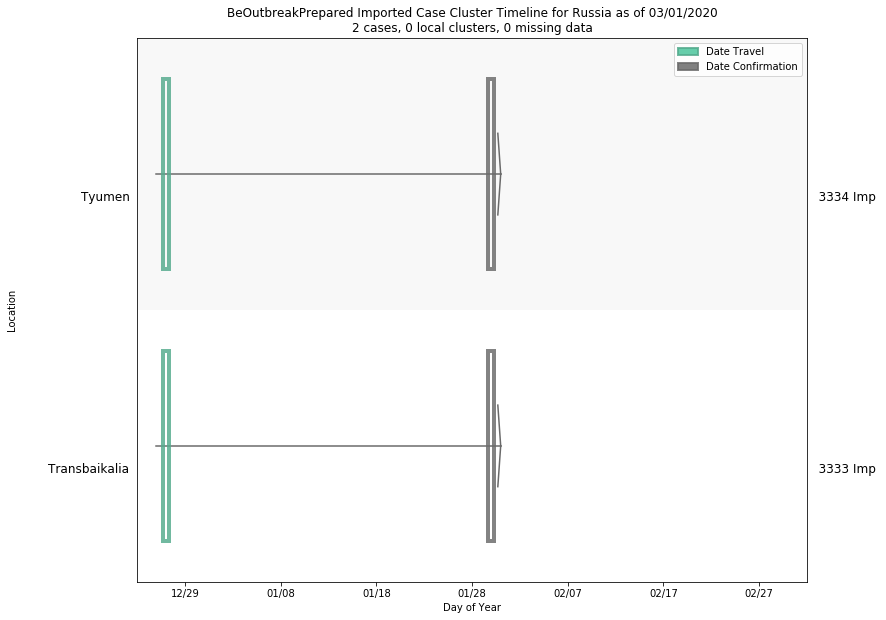 BeOutbreakPrepared Imported Case Cluster Timeline for Russia as of 03/01/2020
2 cases, 0 local clusters, 0 missing data
Date Travel
Date Confirmation
Tyumen
3334 Imp
Location
Transbaikalia
3333 Imp
12/29
01/08
01/18
01/28
02/07
02/17
02/27
Day of Year